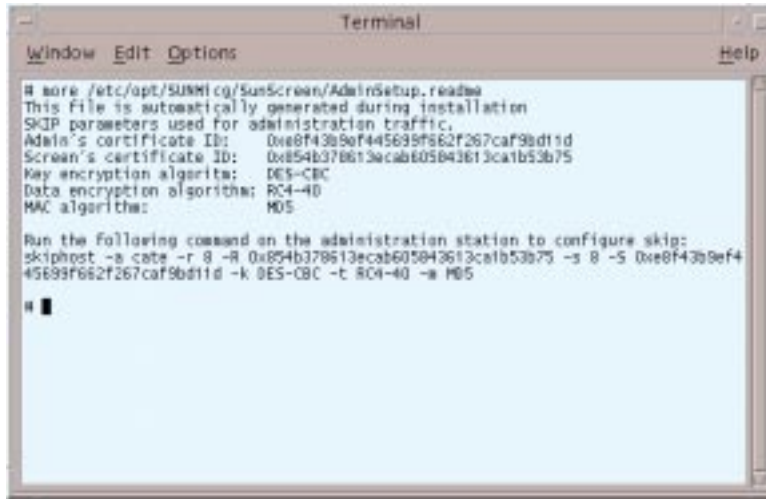 Terminal
Window Edit Options Help
# more /etc/opt/SUNWicg/SunScreen/AdminSetup.readme
This file is automatically generated during installation
SKIP parameters used for administration traffic.
Admin's certificate ID: 0xe8f43b9ef445699f662f267caf9bd11d
Screen's certificate ID: 0x854b378613ecab605843613ca1b53b75
Key encryption algoritm: DES-CBC
Data encryption algorithm: RC4-40
MAC algorithm: MD5
Run the following command on the administration station to configure skip:
skiphost -a cate -r 8 -R 0x854b378613ecab605843613ca1b53b75 -s 8 -S 0xe8f43b9ef4
45699f662f267caf9bd11d -k DES-CBC -t RC4-40 -m MD5
#